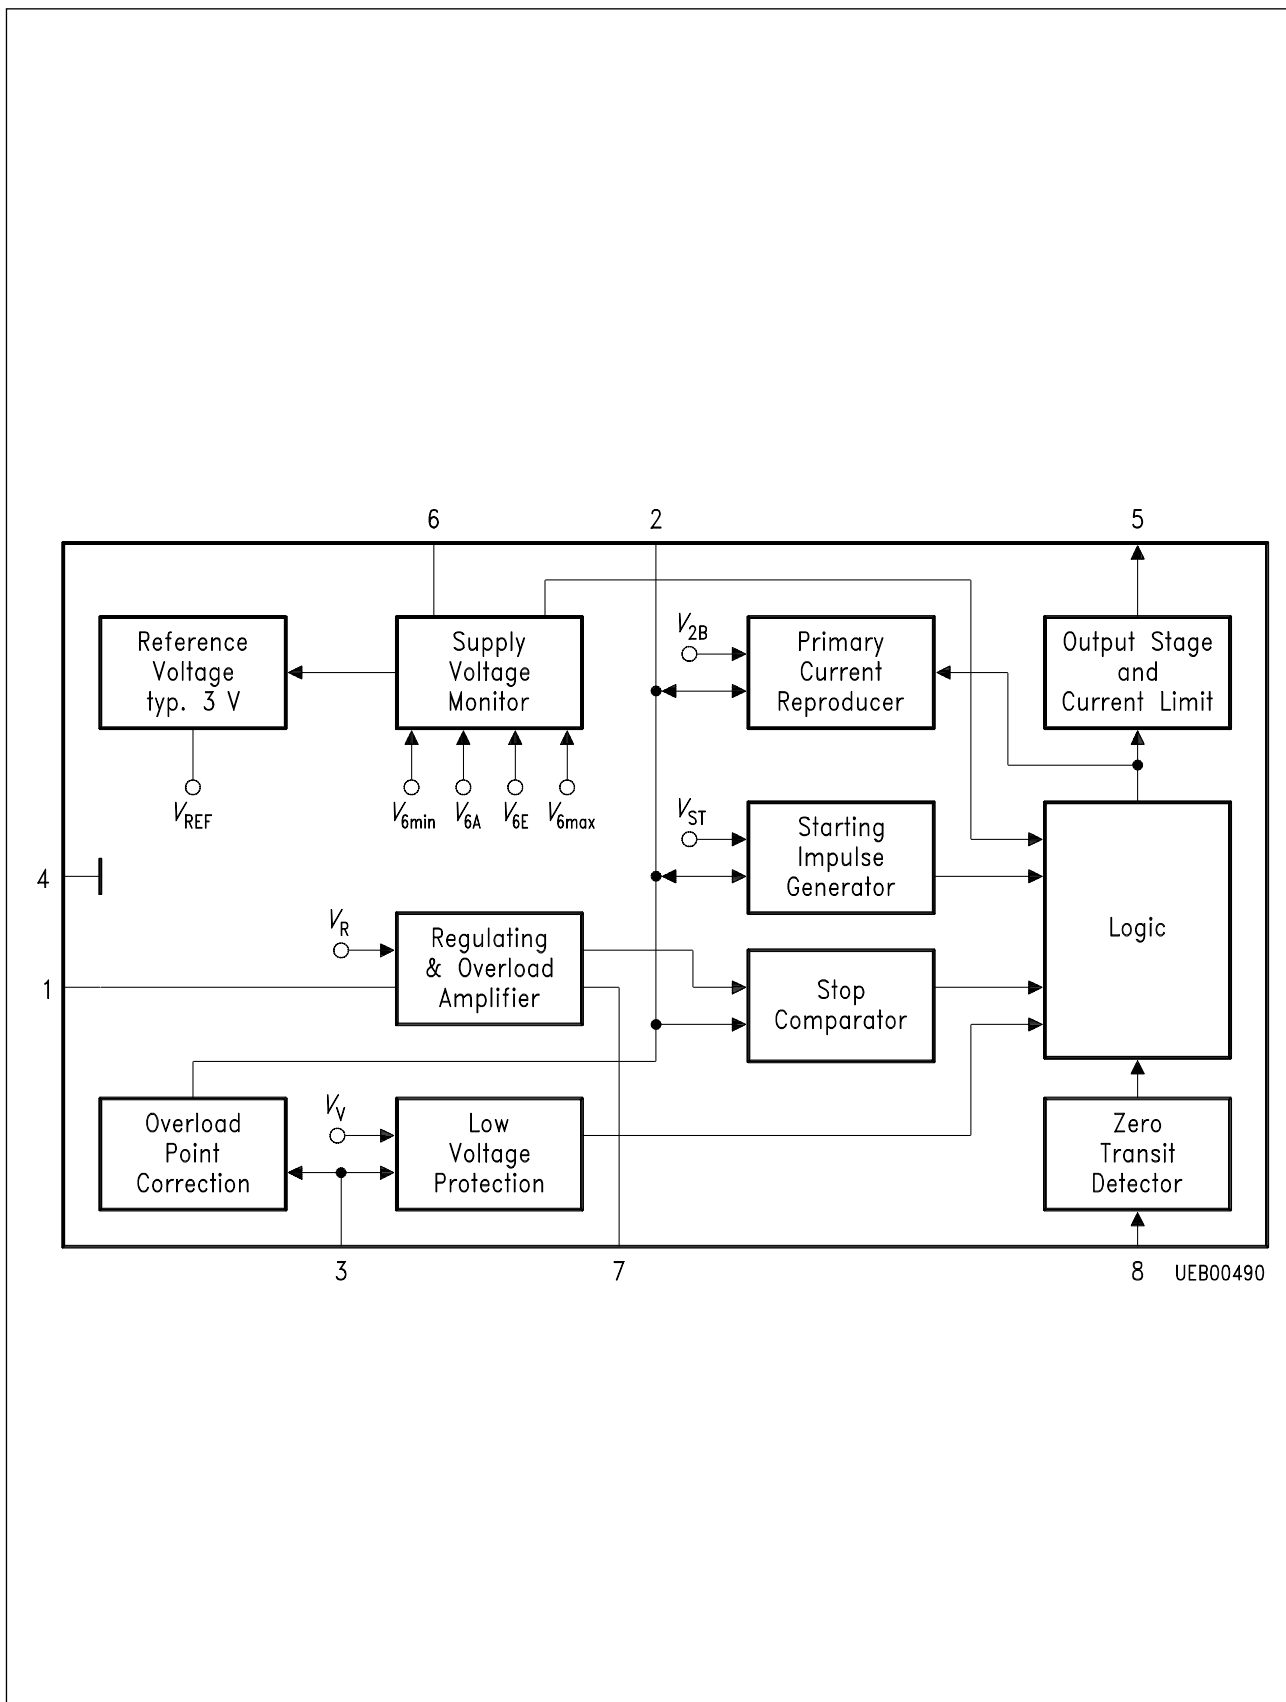 6
2
5
Reference
Voltage
typ. 3 V
Supply
Voltage
Monitor
V2B
Primary
Current
Reproducer
Output Stage
and
Current Limit
VREF
V6min
V6A
V6E
V6max
VST
Starting
Impulse
Generator
4
Logic
VR
Regulating
& Overload
Amplifier
1
Stop
Comparator
Overload
Point
Correction
VV
Low
Voltage
Protection
Zero
Transit
Detector
3
7
8
UEB00490